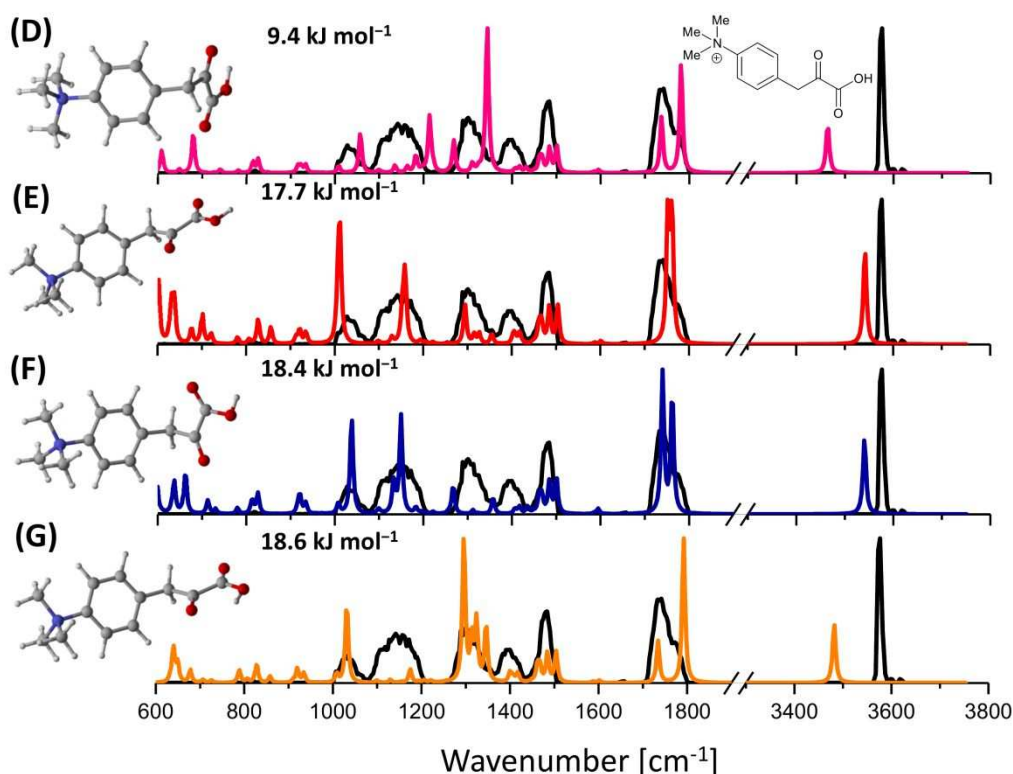 (D)
9.4 kJ mol⁻¹
Me
Me
Me
N
⊕
O
OH
O
(E)
17.7 kJ mol⁻¹
(F)
18.4 kJ mol⁻¹
(G)
18.6 kJ mol⁻¹
600 800 1000 1200 1400 1600 1800 3400 3600 3800
Wavenumber [cm⁻¹]